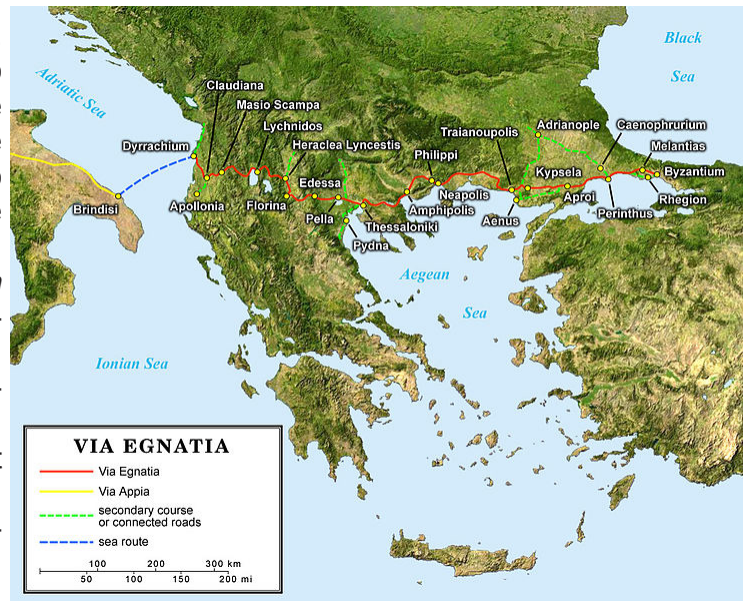 Black
Sea
Adriatic Sea
Claudiana
Masio Scampa
Lychnidos
Heraclea Lyncestis
Dyrrachium
Brindisi
Apollonia
Florina
Edessa
Pella
Pydna
Thessaloniki
Amphipolis
Neapolis
Philippi
Traianoupolis
Adrianople
Caenophrurium
Melantias
Byzantium
Kypsela
Aenus
Aproi
Perinthus
Rhegion
Aegean
Sea
Ionian Sea
VIA EGNATIA
Via Egnatia
Via Appia
secondary course
or connected roads
sea route
100 200 300 km
50 100 150 200 mi